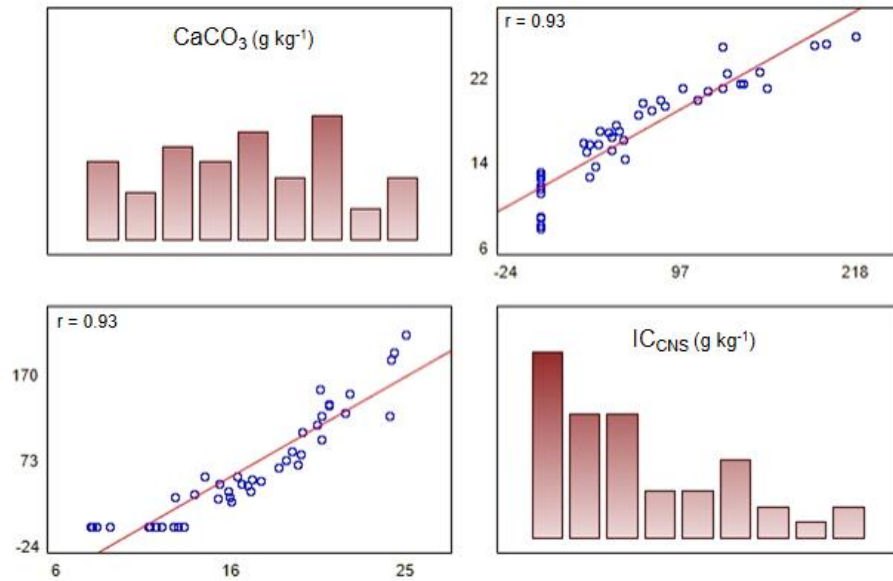 CaCO₃ (g kg⁻¹)
r = 0.93
22
14
6
-24 97 218
r = 0.93
170
73
-24
6 16 25
IC_CNS (g kg⁻¹)